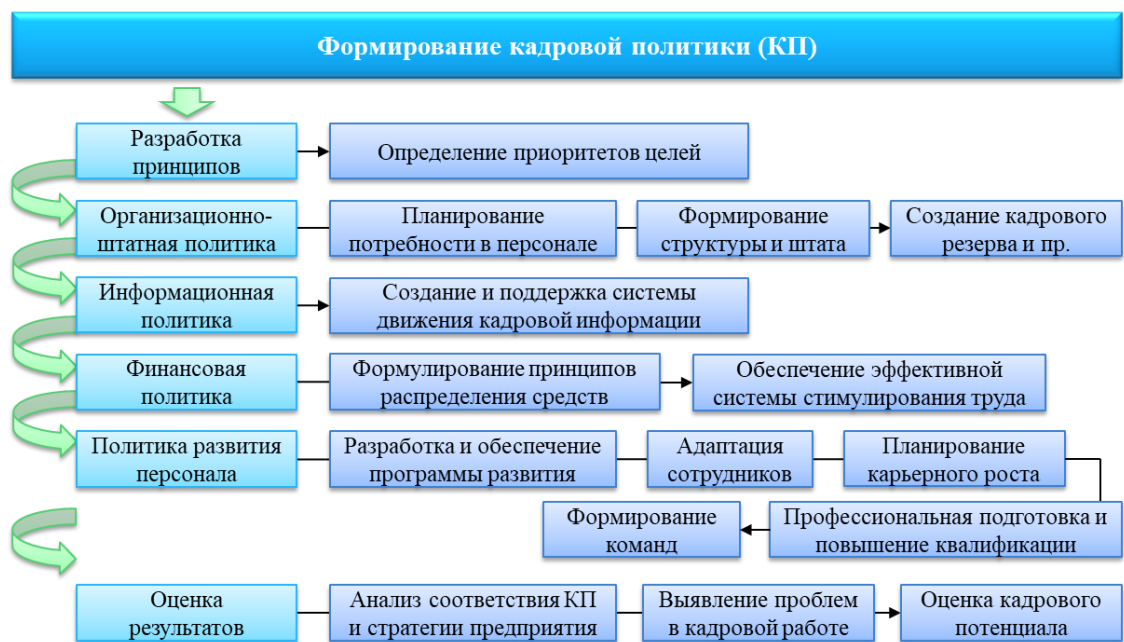 Формирование кадровой политики (КП)
Разработка
принципов
Определение приоритетов целей
Организационно-
штатная политика
Планирование
потребности в персонале
Формирование
структуры и штата
Создание кадрового
резерва и пр.
Информационная
политика
Создание и поддержка системы
движения кадровой информации
Финансовая
политика
Формулирование принципов
распределения средств
Обеспечение эффективной
системы стимулирования труда
Политика развития
персонала
Разработка и обеспечение
программы развития
Адаптация
сотрудников
Планирование
карьерного роста
Формирование
команд
Профессиональная подготовка и
повышение квалификации
Оценка
результатов
Анализ соответствия КП
и стратегии предприятия
Выявление проблем
в кадровой работе
Оценка кадрового
потенциала